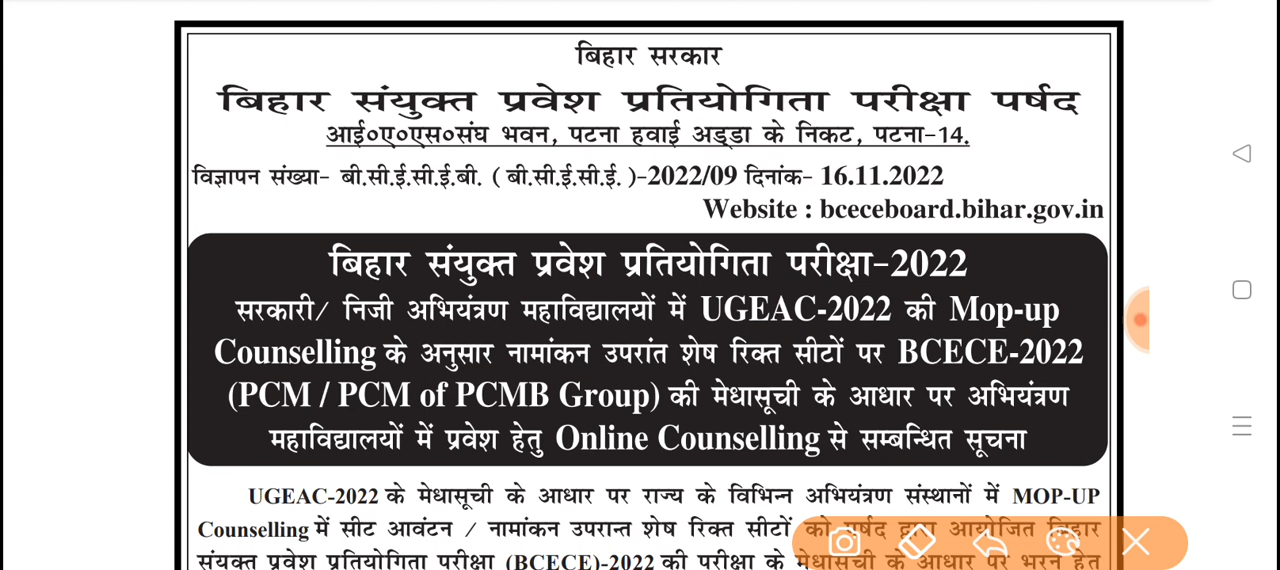 बिहार सरकार
बिहार संयुक्त प्रवेश प्रतियोगिता परीक्षा पर्षद
आई०ए०एस०संघ भवन, पटना हवाई अड्डा के निकट, पटना-14.
विज्ञापन संख्या- बी.सी.ई.सी.ई.बी. ( बी.सी.ई.सी.ई. )-2022/09 दिनांक- 16.11.2022
Website : bceceboard.bihar.gov.in
बिहार संयुक्त प्रवेश प्रतियोगिता परीक्षा-2022
सरकारी/ निजी अभियंत्रण महाविद्यालयों में UGEAC-2022 की Mop-up
Counselling के अनुसार नामांकन उपरांत शेष रिक्त सीटों पर BCECE-2022
(PCM / PCM of PCMB Group) की मेधासूची के आधार पर अभियंत्रण
महाविद्यालयों में प्रवेश हेतु Online Counselling से सम्बन्धित सूचना
UGEAC-2022 के मेधासूची के आधार पर राज्य के विभिन्न अभियंत्रण संस्थानों में MOP-UP
Counselling में सीट आवंटन / नामांकन उपरान्त शेष रिक्त सीटों को पर्षद द्वारा आयोजित बिहार
संयुक्त प्रवेश प्रतियोगिता परीक्षा (BCECE)-2022 की परीक्षा के मेधासूची के आधार पर भरने हेतु